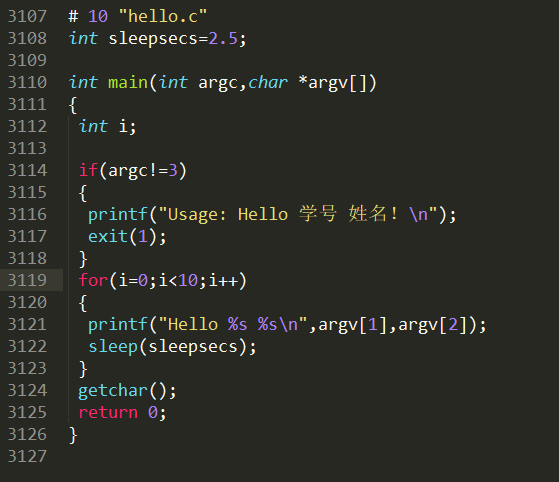 3107 # 10 "hello.c"
3108 int sleepsecs=2.5;
3109
3110 int main(int argc,char *argv[])
3111 {
3112 int i;
3113
3114 if(argc!=3)
3115 {
3116 printf("Usage: Hello 学号 姓名！\n");
3117 exit(1);
3118 }
3119 for(i=0;i<10;i++)
3120 {
3121 printf("Hello %s %s\n",argv[1],argv[2]);
3122 sleep(sleepsecs);
3123 }
3124 getchar();
3125 return 0;
3126 }
3127